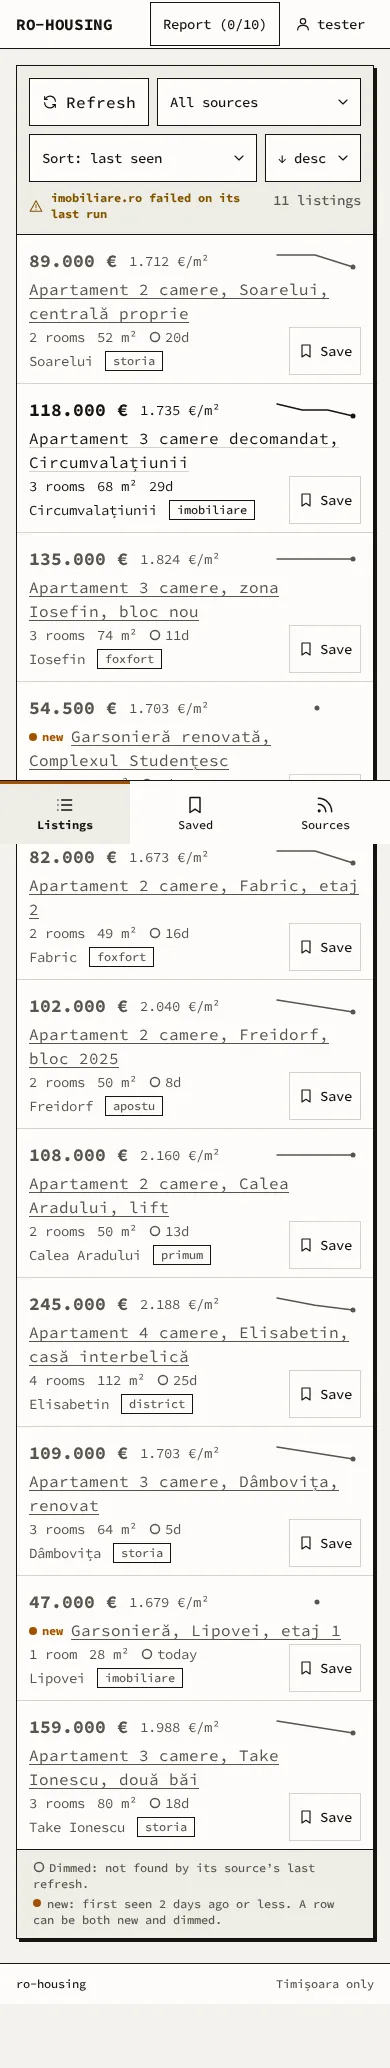 RO-HOUSING
Report (0/10)
tester
Refresh
All sources
Sort: last seen
↓ desc
imobiliare.ro failed on its
last run
11 listings
89.000 € 1.712 €/m²
Apartament 2 camere, Soarelui,
centrală proprie
2 rooms 52 m² 20d
Soarelui storia
Save
118.000 € 1.735 €/m²
Apartament 3 camere decomandat,
Circumvalațiunii
3 rooms 68 m² 29d
Circumvalațiunii imobiliare
Save
135.000 € 1.824 €/m²
Apartament 3 camere, zona
Iosefin, bloc nou
3 rooms 74 m² 11d
Iosefin foxfort
Save
54.500 € 1.703 €/m²
new Garsonieră renovată,
Complexul Studențesc
Listings
Saved
Sources
82.000 € 1.673 €/m²
Apartament 2 camere, Fabric, etaj
2
2 rooms 49 m² 16d
Fabric foxfort
Save
102.000 € 2.040 €/m²
Apartament 2 camere, Freidorf,
bloc 2025
2 rooms 50 m² 8d
Freidorf apostu
Save
108.000 € 2.160 €/m²
Apartament 2 camere, Calea
Aradului, lift
2 rooms 50 m² 13d
Calea Aradului primum
Save
245.000 € 2.188 €/m²
Apartament 4 camere, Elisabetin,
casă interbelică
4 rooms 112 m² 25d
Elisabetin district
Save
109.000 € 1.703 €/m²
Apartament 3 camere, Dâmbovița,
renovat
3 rooms 64 m² 5d
Dâmbovița storia
Save
47.000 € 1.679 €/m²
new Garsonieră, Lipovei, etaj 1
1 room 28 m² today
Lipovei imobiliare
Save
159.000 € 1.988 €/m²
Apartament 3 camere, Take
Ionescu, două băi
3 rooms 80 m² 18d
Take Ionescu storia
Save
Dimmed: not found by its source's last
refresh.
new: first seen 2 days ago or less. A row
can be both new and dimmed.
ro-housing
Timișoara only